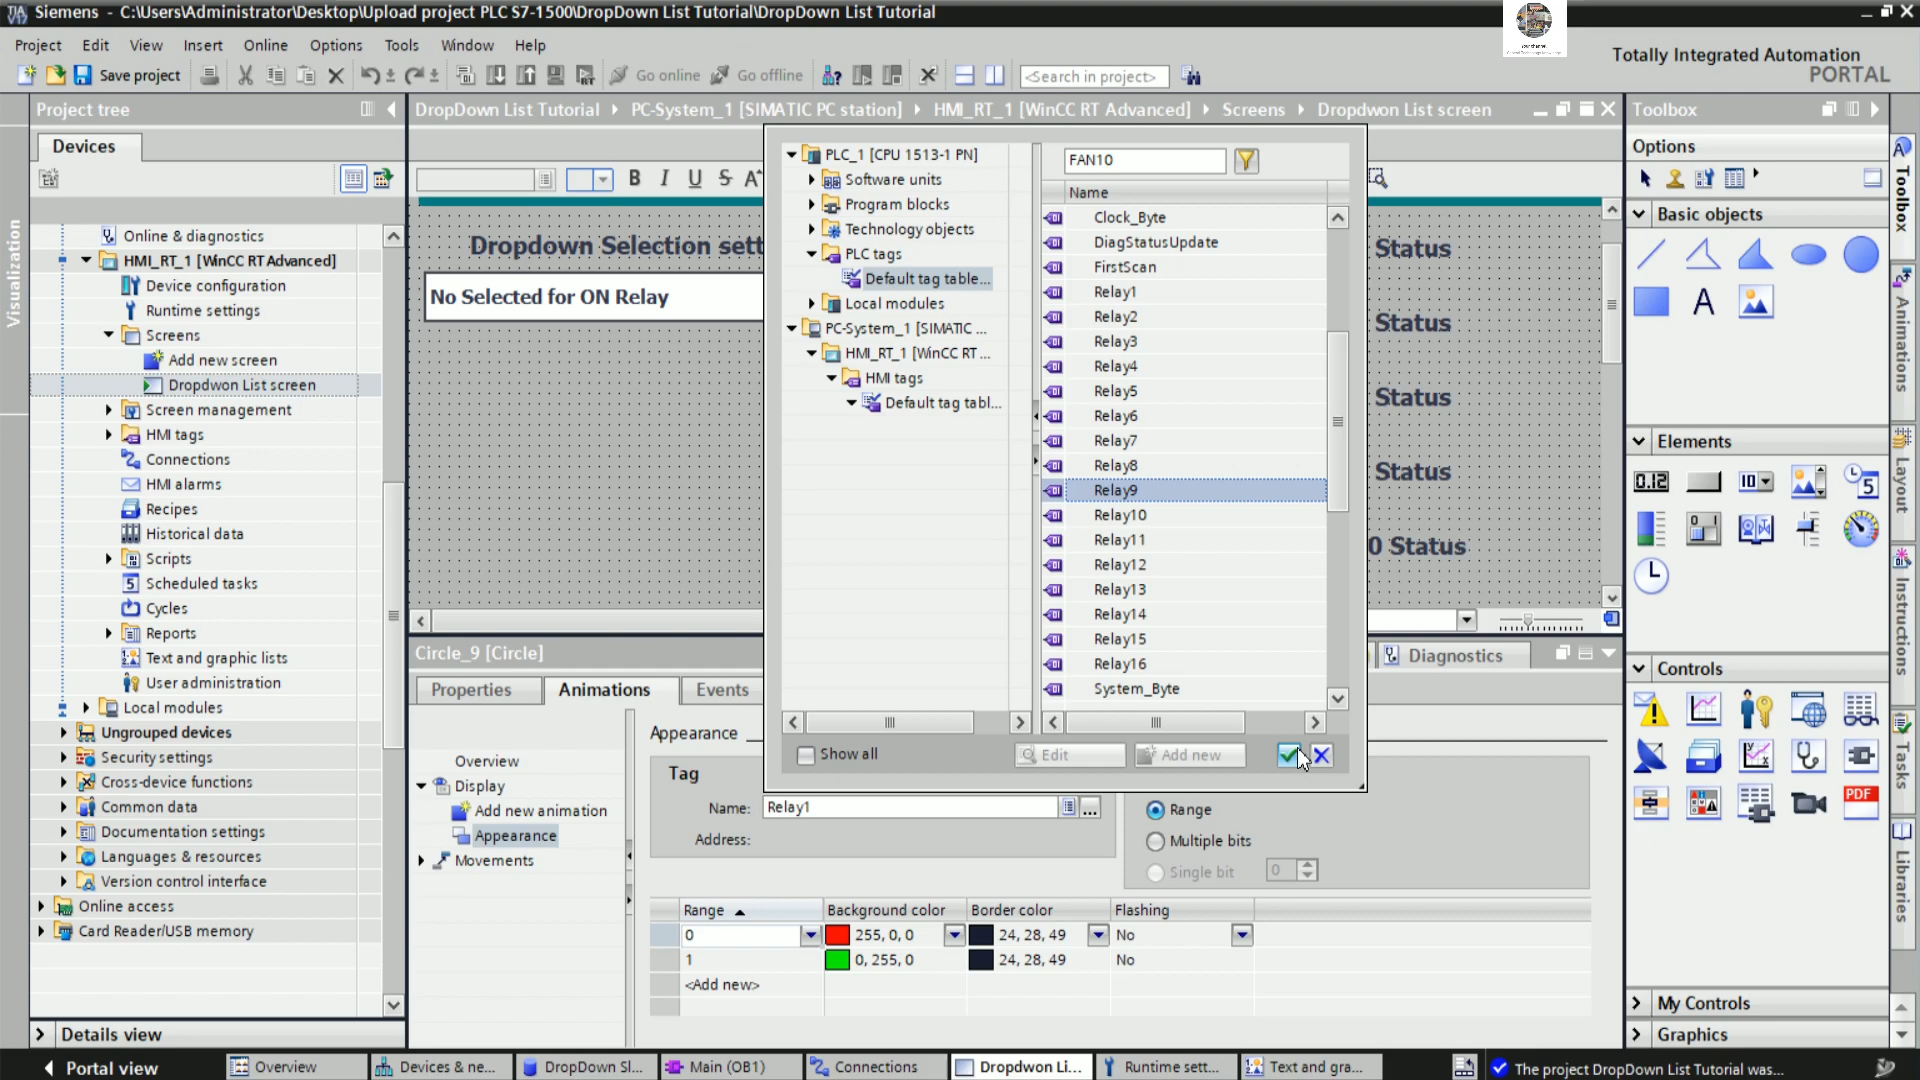 Siemens - C:\Users\Administrator\Desktop\Upload project PLC S7-1500\DropDown List Tutorial\DropDown List Tutorial
Project Edit View Insert Online Options Tools Window Help
Totally Integrated Automation
PORTAL
Save project
Go online
Go offline
<Search in project>
Project tree
DropDown List Tutorial
PC-System_1 [SIMATIC PC station]
HMI_RT_1 [WinCC RT Advanced]
Screens
Dropdwon List screen
Toolbox
Devices
Options
Visualization
Online & diagnostics
HMI_RT_1 [WinCC RT Advanced]
Device configuration
Runtime settings
Screens
Add new screen
Dropdwon List screen
Screen management
HMI tags
Connections
HMI alarms
Recipes
Historical data
Scripts
Scheduled tasks
Cycles
Reports
Text and graphic lists
User administration
Local modules
Ungrouped devices
Security settings
Cross-device functions
Common data
Documentation settings
Languages & resources
Version control interface
Online access
Card Reader/USB memory
Details view
B I U S A
Dropdown Selection sett
No Selected for ON Relay
Status
Status
Status
Status
0 Status
PLC_1 [CPU 1513-1 PN]
Software units
Program blocks
Technology objects
PLC tags
Default tag table...
Local modules
PC-System_1 [SIMATIC ...
HMI_RT_1 [WinCC RT ...
HMI tags
Default tag tabl...
FAN10
Name
Clock_Byte
DiagStatusUpdate
FirstScan
Relay1
Relay2
Relay3
Relay4
Relay5
Relay6
Relay7
Relay8
Relay9
Relay10
Relay11
Relay12
Relay13
Relay14
Relay15
Relay16
System_Byte
Show all
Edit
Add new
Circle_9 [Circle]
Diagnostics
Properties
Animations
Events
Overview
Display
Add new animation
Appearance
Movements
Appearance
Tag
Name: Relay1
Address:
Range
Multiple bits
Single bit 0
Range Background color Border color Flashing
0 255, 0, 0 24, 28, 49 No
1 0, 255, 0 24, 28, 49 No
<Add new>
Basic objects
A
Elements
0.12
10
5
Controls
PDF
My Controls
Graphics
Toolbox
Animations
Layout
Instructions
Tasks
Libraries
Portal view
Overview
Devices & ne...
DropDown Sl...
Main (OB1)
Connections
Dropdwon Li...
Runtime sett...
Text and gra...
The project DropDown List Tutorial was...